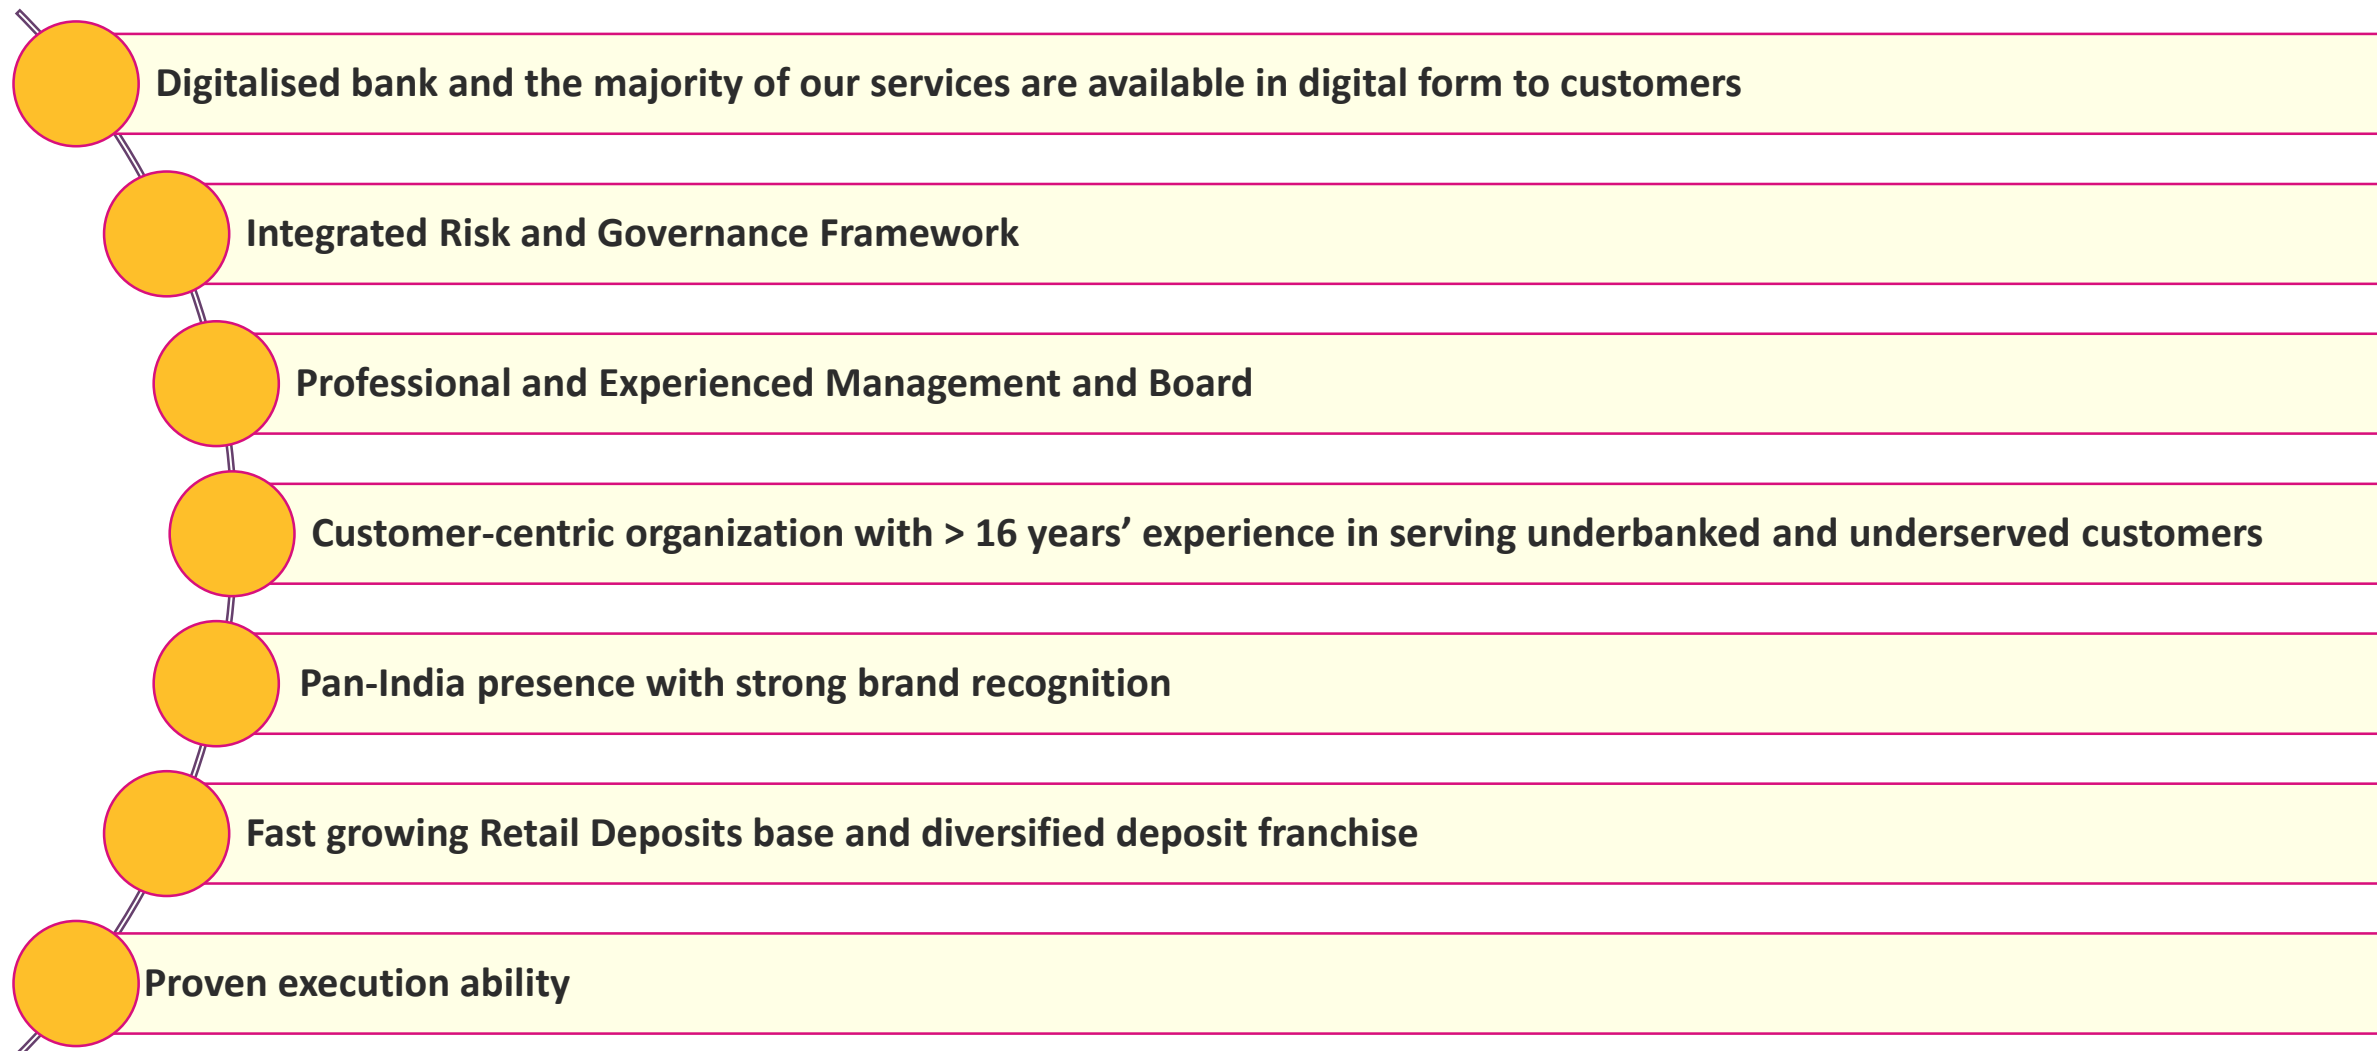 Digitalised bank and the majority of our services are available in digital form to customers
Integrated Risk and Governance Framework
Professional and Experienced Management and Board
Customer-centric organization with > 16 years’ experience in serving underbanked and underserved customers
Pan-India presence with strong brand recognition
Fast growing Retail Deposits base and diversified deposit franchise
Proven execution ability